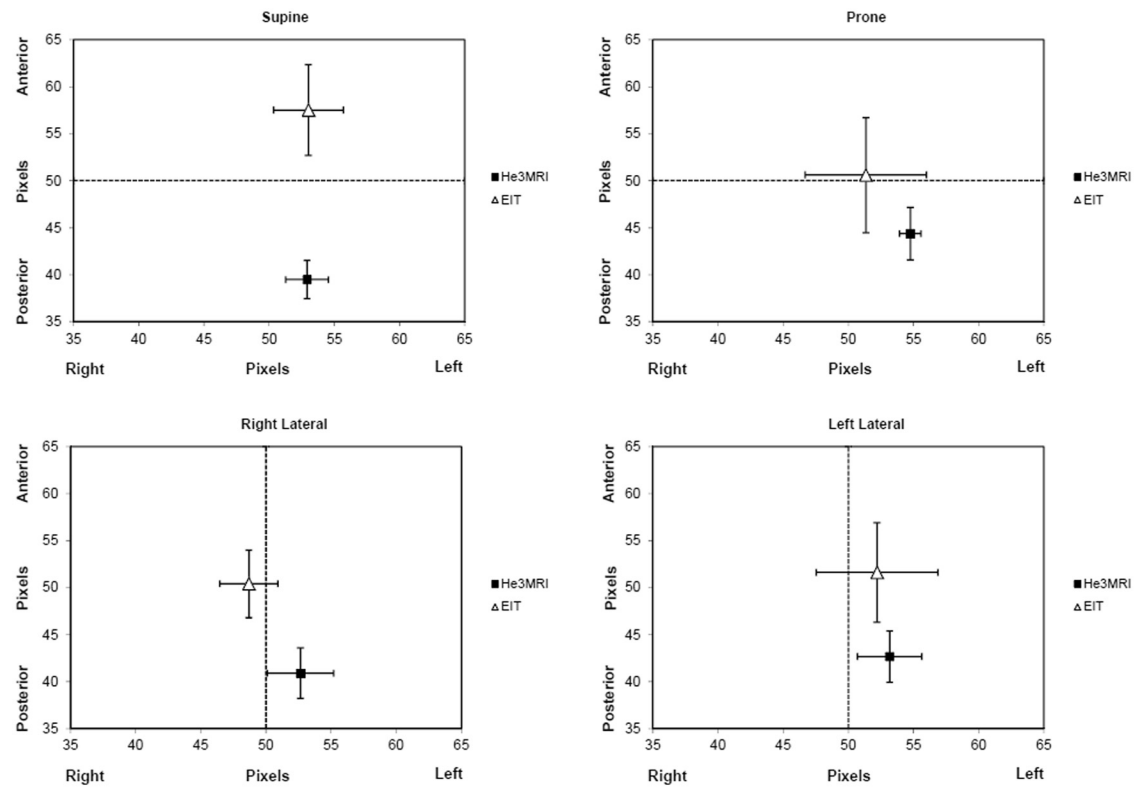 Supine
Anterior
Pixels
Posterior
65
60
55
50
45
40
35
35 40 45 50 55 60 65
Right Pixels Left
He3MRI
EIT
Prone
Anterior
Pixels
Posterior
65
60
55
50
45
40
35
35 40 45 50 55 60 65
Right Pixels Left
He3MRI
EIT
Right Lateral
Anterior
Pixels
Posterior
65
60
55
50
45
40
35
35 40 45 50 55 60 65
Right Pixels Left
He3MRI
EIT
Left Lateral
Anterior
Pixels
Posterior
65
60
55
50
45
40
35
35 40 45 50 55 60 65
Right Pixels Left
He3MRI
EIT